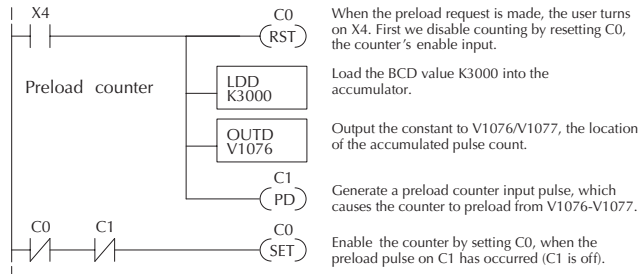 X4
C0
RST
When the preload request is made, the user turns
on X4. First we disable counting by resetting C0,
the counter's enable input.
Preload counter
LDD
K3000
Load the BCD value K3000 into the
accumulator.
OUTD
V1076
Output the constant to V1076/V1077, the location
of the accumulated pulse count.
C1
PD
Generate a preload counter input pulse, which
causes the counter to preload from V1076-V1077.
C0
C1
C0
SET
Enable the counter by setting C0, when the
preload pulse on C1 has occurred (C1 is off).